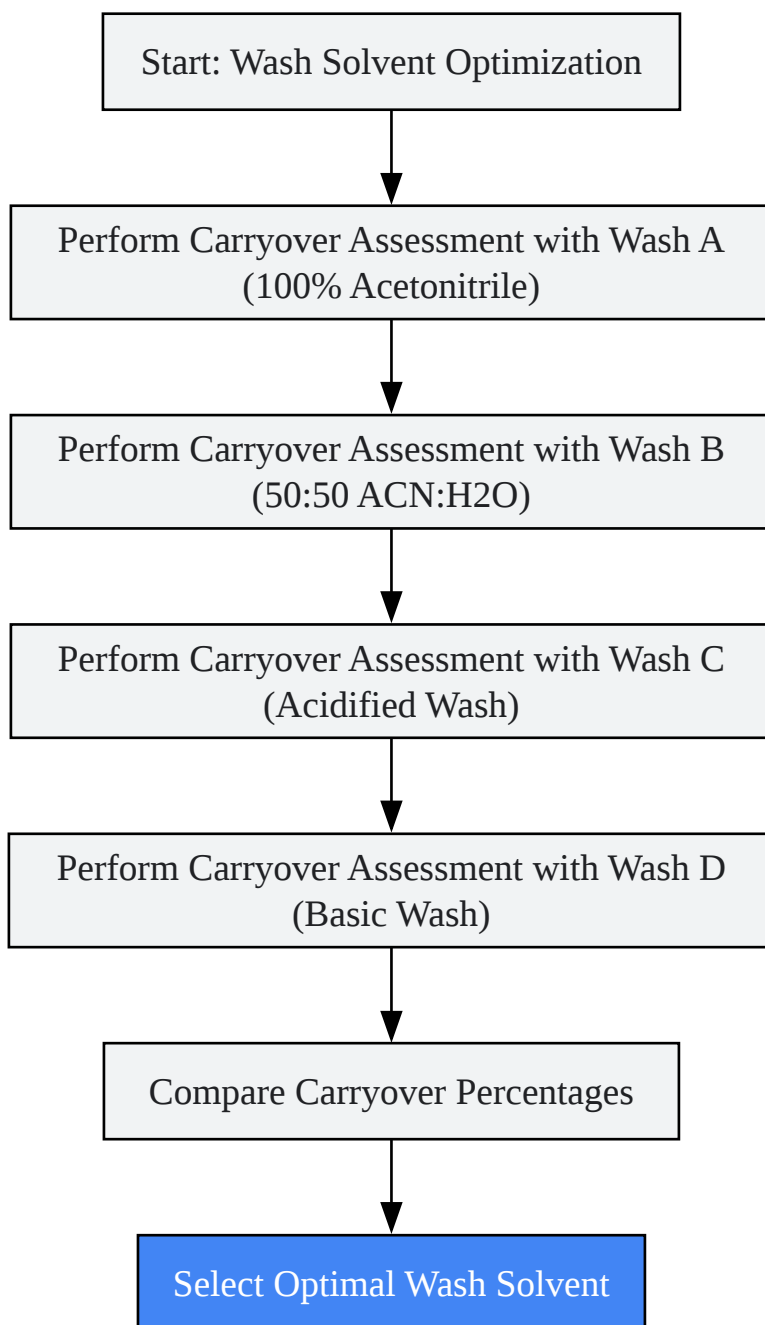 Start: Wash Solvent Optimization
Perform Carryover Assessment with Wash A
(100% Acetonitrile)
Perform Carryover Assessment with Wash B
(50:50 ACN:H2O)
Perform Carryover Assessment with Wash C
(Acidified Wash)
Perform Carryover Assessment with Wash D
(Basic Wash)
Compare Carryover Percentages
Select Optimal Wash Solvent